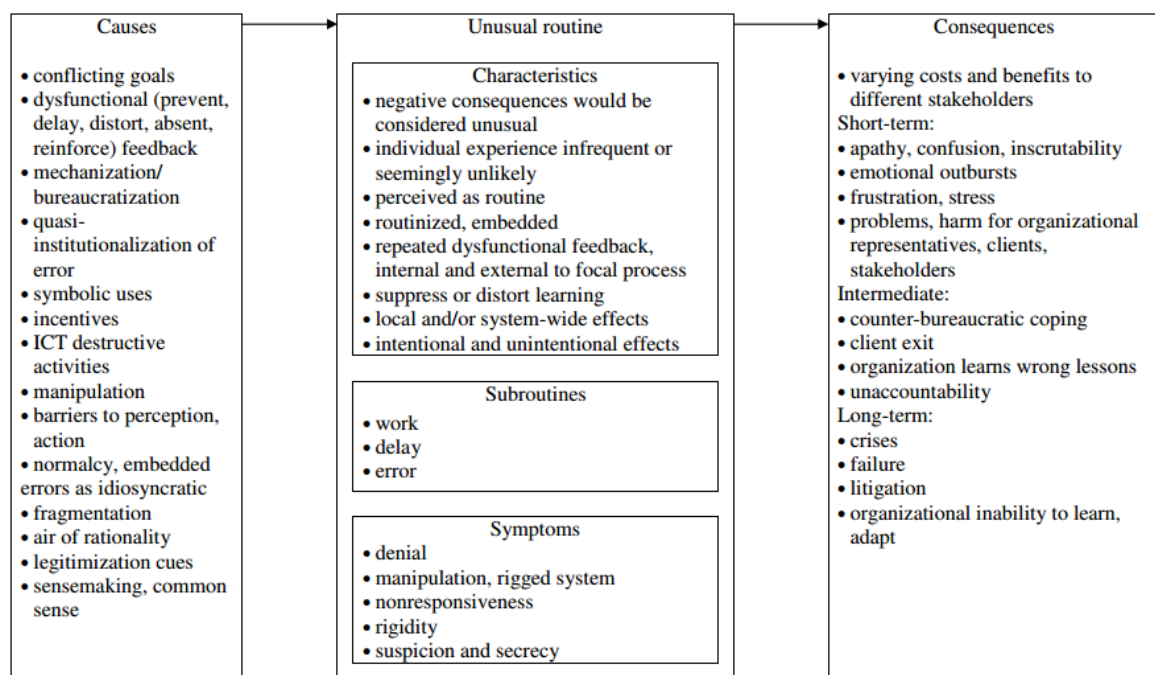 Causes
• conflicting goals
• dysfunctional (prevent,
delay, distort, absent,
reinforce) feedback
• mechanization/
bureaucratization
• quasi-
institutionalization of
error
• symbolic uses
• incentives
• ICT destructive
activities
• manipulation
• barriers to perception,
action
• normalcy, embedded
errors as idiosyncratic
• fragmentation
• air of rationality
• legitimization cues
• sensemaking, common
sense
Unusual routine
Characteristics
• negative consequences would be
considered unusual
• individual experience infrequent or
seemingly unlikely
• perceived as routine
• routinized, embedded
• repeated dysfunctional feedback,
internal and external to focal process
• suppress or distort learning
• local and/or system-wide effects
• intentional and unintentional effects
Subroutines
• work
• delay
• error
Symptoms
• denial
• manipulation, rigged system
• nonresponsiveness
• rigidity
• suspicion and secrecy
Consequences
• varying costs and benefits to
different stakeholders
Short-term:
• apathy, confusion, inscrutability
• emotional outbursts
• frustration, stress
• problems, harm for organizational
representatives, clients,
stakeholders
Intermediate:
• counter-bureaucratic coping
• client exit
• organization learns wrong lessons
• unaccountability
Long-term:
• crises
• failure
• litigation
• organizational inability to learn,
adapt